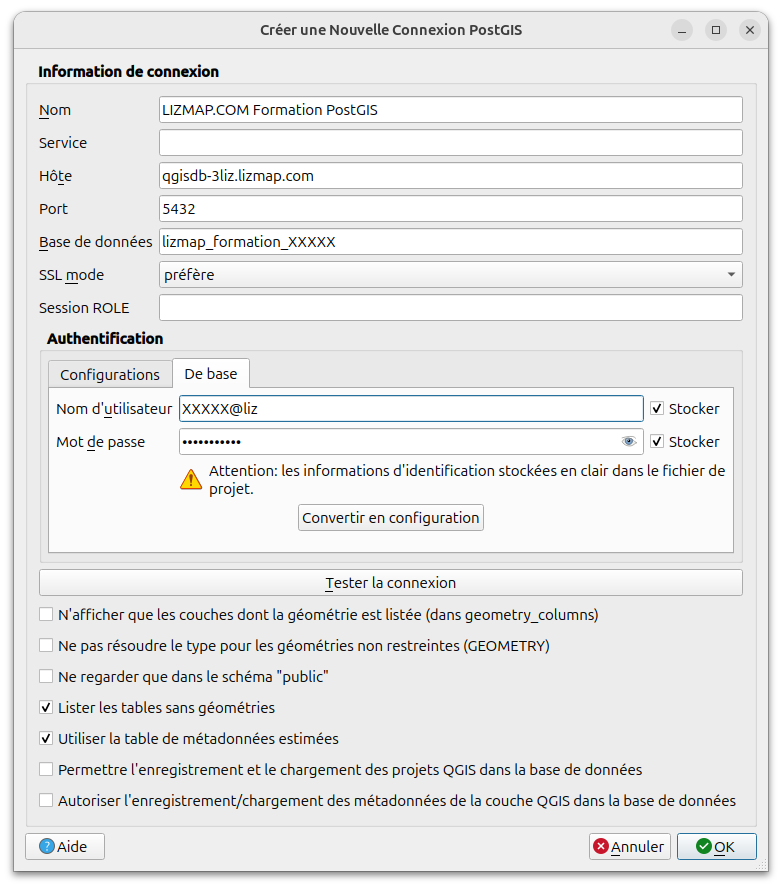 Créer une Nouvelle Connexion PostGIS
Information de connexion
Nom LIZMAP.COM Formation PostGIS
Service
Hôte qgisdb-3liz.lizmap.com
Port 5432
Base de données lizmap_formation_XXXXX
SSL mode préfère
Session ROLE
Authentification
Configurations De base
Nom d'utilisateur XXXXX@liz Stocker
Mot de passe ••••••••••• Stocker
Attention: les informations d'identification stockées en clair dans le fichier de
projet.
Convertir en configuration
Tester la connexion
N'afficher que les couches dont la géométrie est listée (dans geometry_columns)
Ne pas résoudre le type pour les géométries non restreintes (GEOMETRY)
Ne regarder que dans le schéma "public"
Lister les tables sans géométries
Utiliser la table de métadonnées estimées
Permettre l'enregistrement et le chargement des projets QGIS dans la base de données
Autoriser l'enregistrement/chargement des métadonnées de la couche QGIS dans la base de données
Aide Annuler OK